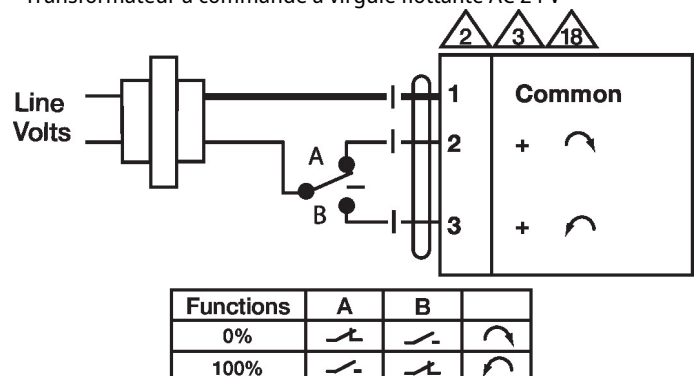 Transformateur à commande à virgule flottante AC 24 V
2 3 18
Line
Volts
1 Common
A
2 +
B
3 +
Functions A B
0%
100%